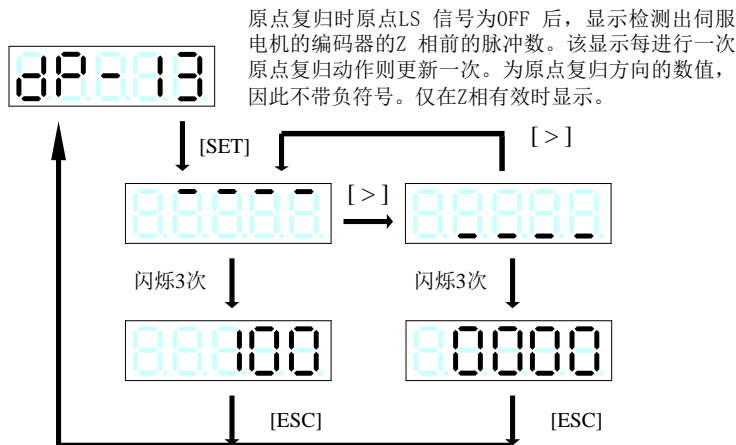 原点复归时原点LS 信号为OFF 后，显示检测出伺服
电机的编码器的Z 相前的脉冲数。该显示每进行一次
原点复归动作则更新一次。为原点复归方向的数值，
因此不带负符号。仅在Z相有效时显示。
dP-13
[SET]
[ > ]
[ > ]
闪烁3次
闪烁3次
100
0000
[ESC]
[ESC]